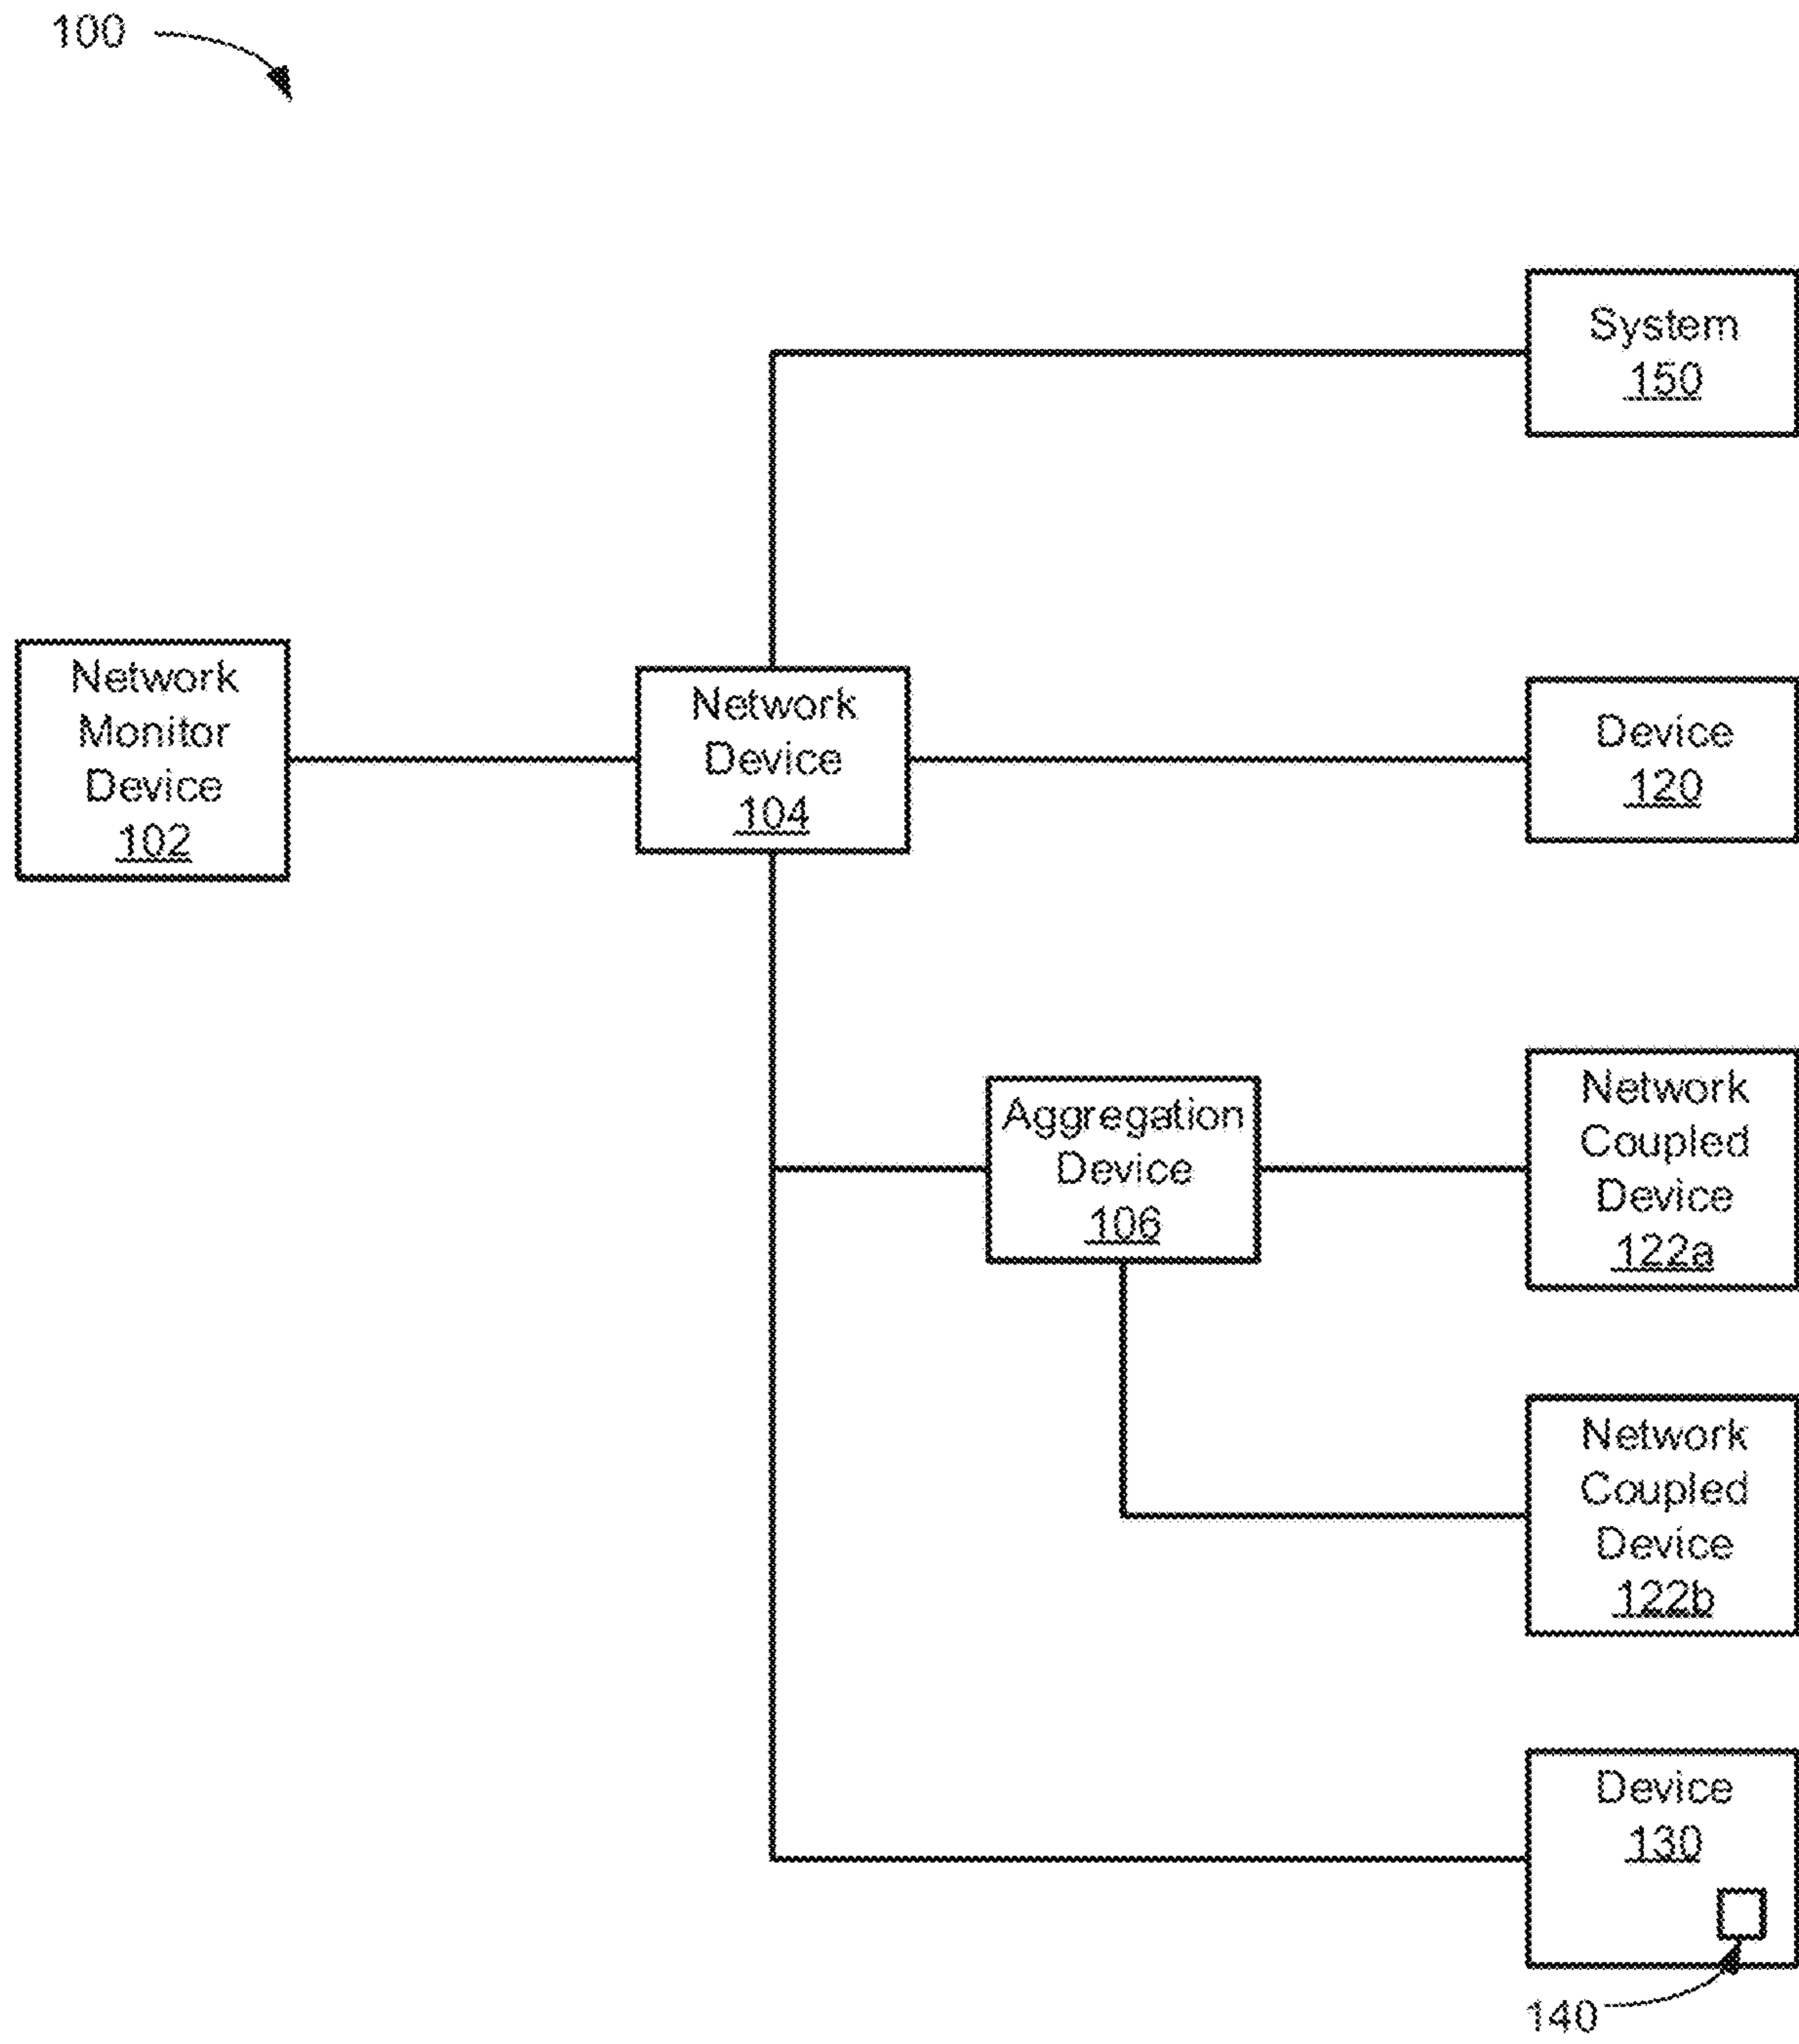 100
System
150
Network
Monitor
Device
102
Network
Device
104
Device
120
Aggregation
Device
106
Network
Coupled
Device
122a
Network
Coupled
Device
122b
Device
130
140